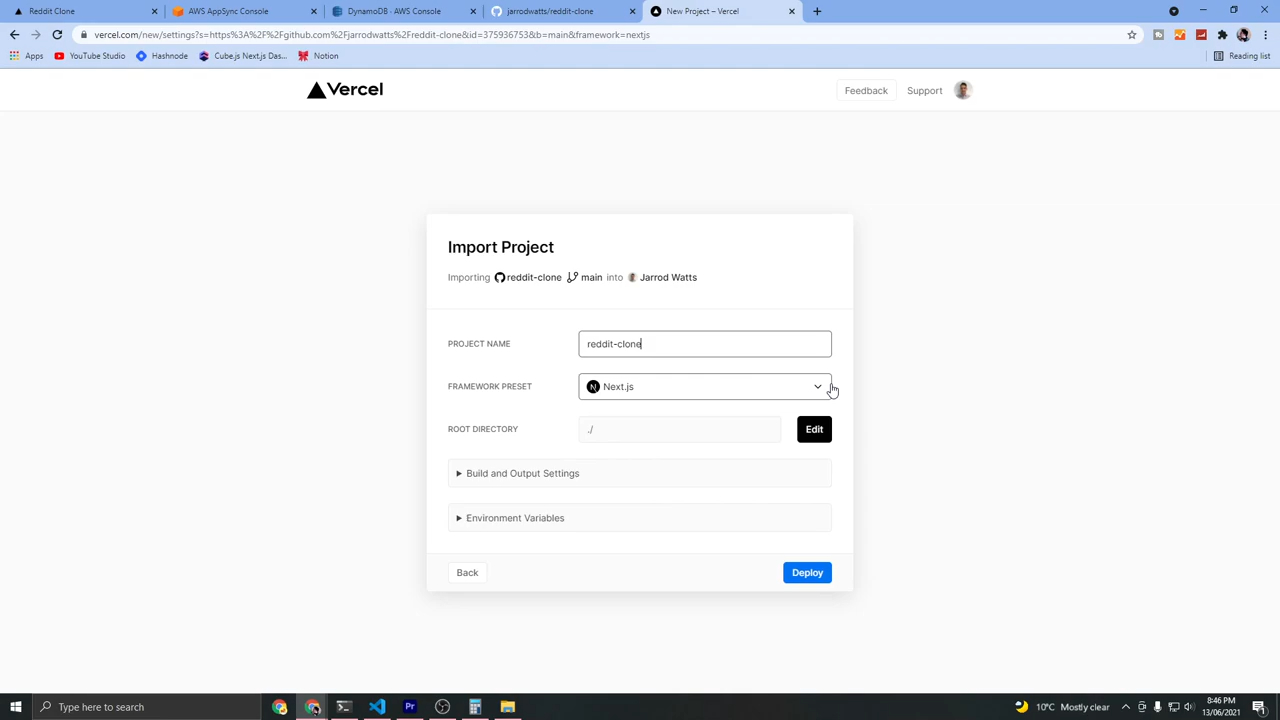 Reddit Clone
AWS AppSync Console
DynamoDB - AWS Console
jarrodwatts/reddit-clone
New Project – Vercel
vercel.com/new/settings?s=https%3A%2F%2Fgithub.com%2Fjarrodwatts%2Freddit-clone&id=375936753&b=main&framework=nextjs
Apps
YouTube Studio
Hashnode
Cube.js Next.js Das...
Notion
Reading list
Vercel
Feedback
Support
Import Project
Importing reddit-clone main into Jarrod Watts
PROJECT NAME
reddit-clone
FRAMEWORK PRESET
N Next.js
ROOT DIRECTORY
./
Edit
Build and Output Settings
Environment Variables
Back
Deploy
Type here to search
Pr
10°C Mostly clear
8:46 PM
13/06/2021